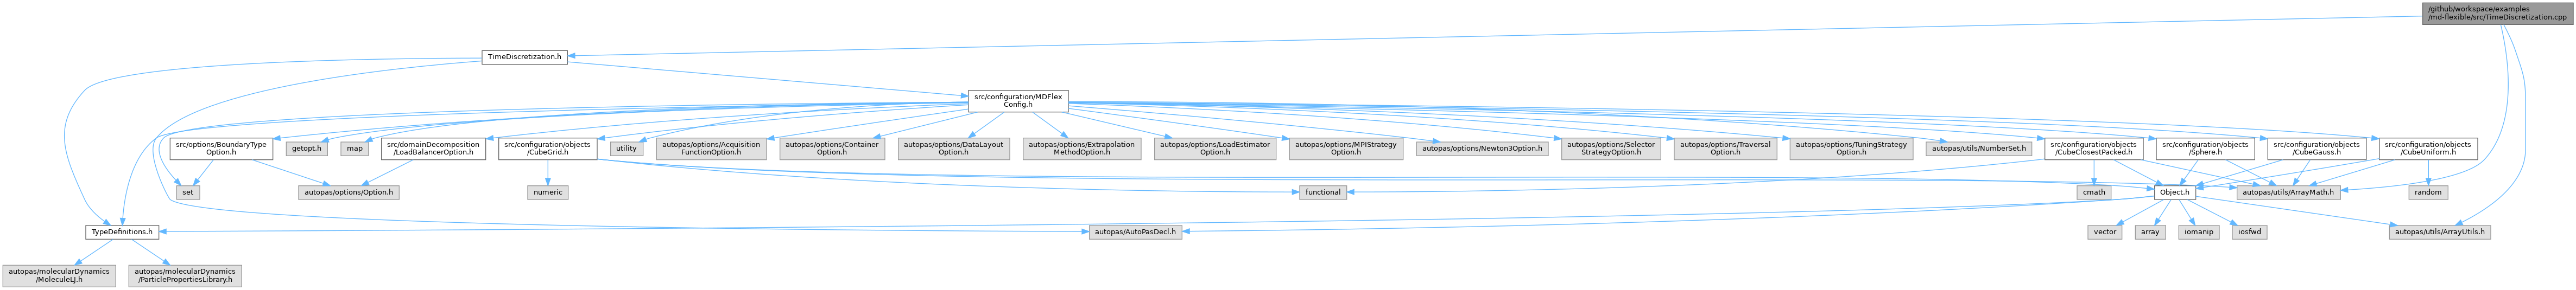 /github/workspace/examples
/md-flexible/src/TimeDiscretization.cpp
TimeDiscretization.h
src/configuration/MDFlex
Config.h
src/options/BoundaryType
Option.h
getopt.h
map
src/domainDecomposition
/LoadBalancerOption.h
src/configuration/objects
/CubeGrid.h
utility
autopas/options/Acquisition
FunctionOption.h
autopas/options/Container
Option.h
autopas/options/DataLayout
Option.h
autopas/options/Extrapolation
MethodOption.h
autopas/options/LoadEstimator
Option.h
autopas/options/MPIStrategy
Option.h
autopas/options/Newton3Option.h
autopas/options/Selector
StrategyOption.h
autopas/options/Traversal
Option.h
autopas/options/TuningStrategy
Option.h
autopas/utils/NumberSet.h
src/configuration/objects
/CubeClosestPacked.h
src/configuration/objects
/Sphere.h
src/configuration/objects
/CubeGauss.h
src/configuration/objects
/CubeUniform.h
set
autopas/options/Option.h
numeric
functional
cmath
Object.h
autopas/utils/ArrayMath.h
random
TypeDefinitions.h
autopas/AutoPasDecl.h
vector
array
iomanip
iosfwd
autopas/utils/ArrayUtils.h
autopas/molecularDynamics
/MoleculeLJ.h
autopas/molecularDynamics
/ParticlePropertiesLibrary.h